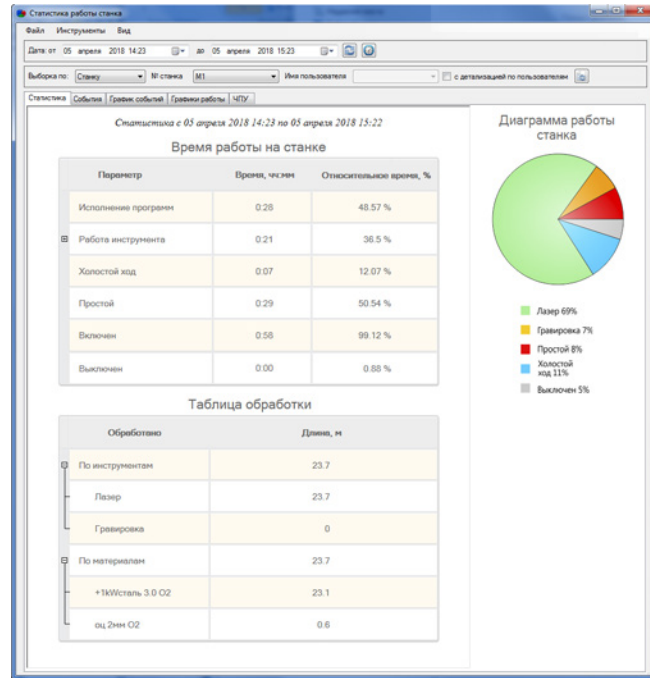 Статистика работы станка
Файл Инструменты Вид
Дата: от 05 апреля 2018 14:23 до 05 апреля 2018 15:23
Выборка по: Станку № станка М1 Имя пользователя с детализацией по пользователям
Статистика События График событий Графики работы ЧПУ
Статистика с 05 апреля 2018 14:23 по 05 апреля 2018 15:22
Время работы на станке
Параметр Время, чч:мм Относительное время, %
Исполнение программ 0:28 48.57 %
Работа инструмента 0:21 36.5 %
Холостой ход 0:07 12.07 %
Простой 0:29 50.54 %
Включен 0:56 99.12 %
Выключен 0:00 0.88 %
Таблица обработки
Обработано Длина, м
По инструментам 23.7
Лазер 23.7
Гравировка 0
По материалам 23.7
+1kWсталь 3.0 O2 23.1
оц 2мм O2 0.6
Диаграмма работы
станка
Лазер 69%
Гравировка 7%
Простой 8%
Холостой
ход 11%
Выключен 5%